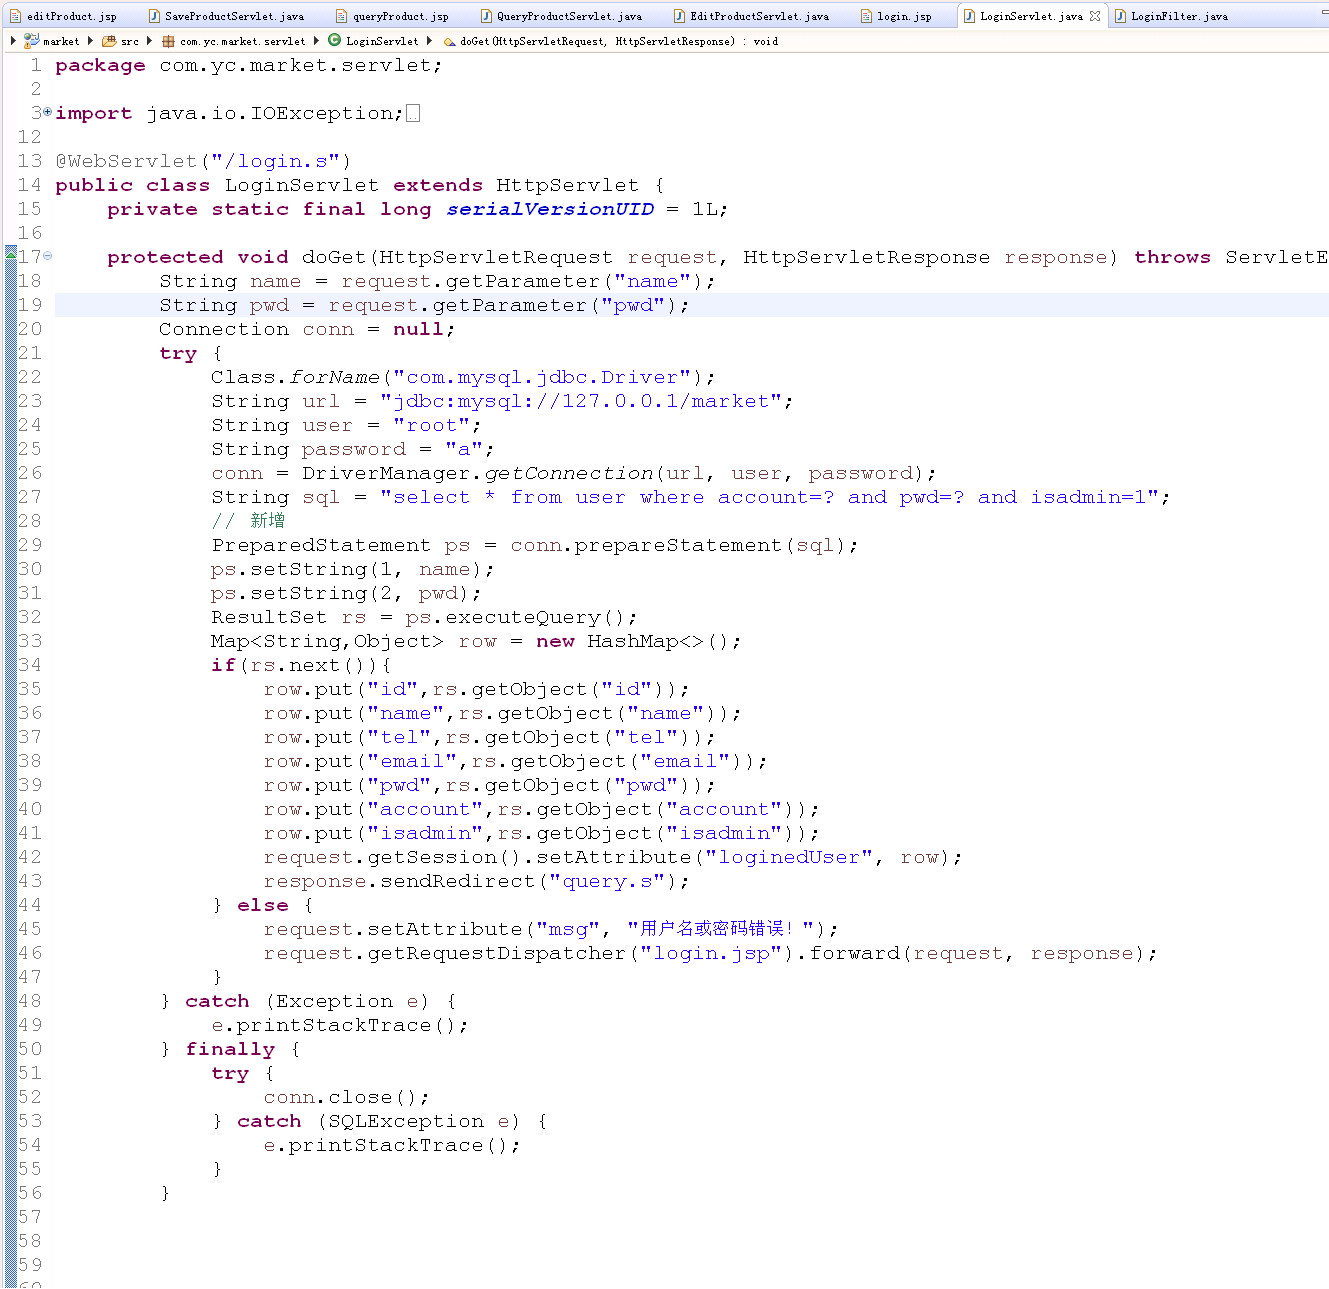 editProduct.jsp SaveProductServlet.java queryProduct.jsp QueryProductServlet.java EditProductServlet.java login.jsp LoginServlet.java LoginFilter.java
market src com.yc.market.servlet LoginServlet doGet(HttpServletRequest, HttpServletResponse) : void
1 package com.yc.market.servlet;
2
3 import java.io.IOException;
12
13 @WebServlet("/login.s")
14 public class LoginServlet extends HttpServlet {
15 private static final long serialVersionUID = 1L;
16
17 protected void doGet(HttpServletRequest request, HttpServletResponse response) throws ServletE
18 String name = request.getParameter("name");
19 String pwd = request.getParameter("pwd");
20 Connection conn = null;
21 try {
22 Class.forName("com.mysql.jdbc.Driver");
23 String url = "jdbc:mysql://127.0.0.1/market";
24 String user = "root";
25 String password = "a";
26 conn = DriverManager.getConnection(url, user, password);
27 String sql = "select * from user where account=? and pwd=? and isadmin=1";
28 // 新增
29 PreparedStatement ps = conn.prepareStatement(sql);
30 ps.setString(1, name);
31 ps.setString(2, pwd);
32 ResultSet rs = ps.executeQuery();
33 Map<String,Object> row = new HashMap<>();
34 if(rs.next()){
35 row.put("id",rs.getObject("id"));
36 row.put("name",rs.getObject("name"));
37 row.put("tel",rs.getObject("tel"));
38 row.put("email",rs.getObject("email"));
39 row.put("pwd",rs.getObject("pwd"));
40 row.put("account",rs.getObject("account"));
41 row.put("isadmin",rs.getObject("isadmin"));
42 request.getSession().setAttribute("loginedUser", row);
43 response.sendRedirect("query.s");
44 } else {
45 request.setAttribute("msg", "用户名或密码错误！");
46 request.getRequestDispatcher("login.jsp").forward(request, response);
47 }
48 } catch (Exception e) {
49 e.printStackTrace();
50 } finally {
51 try {
52 conn.close();
53 } catch (SQLException e) {
54 e.printStackTrace();
55 }
56 }
57
58
59
60